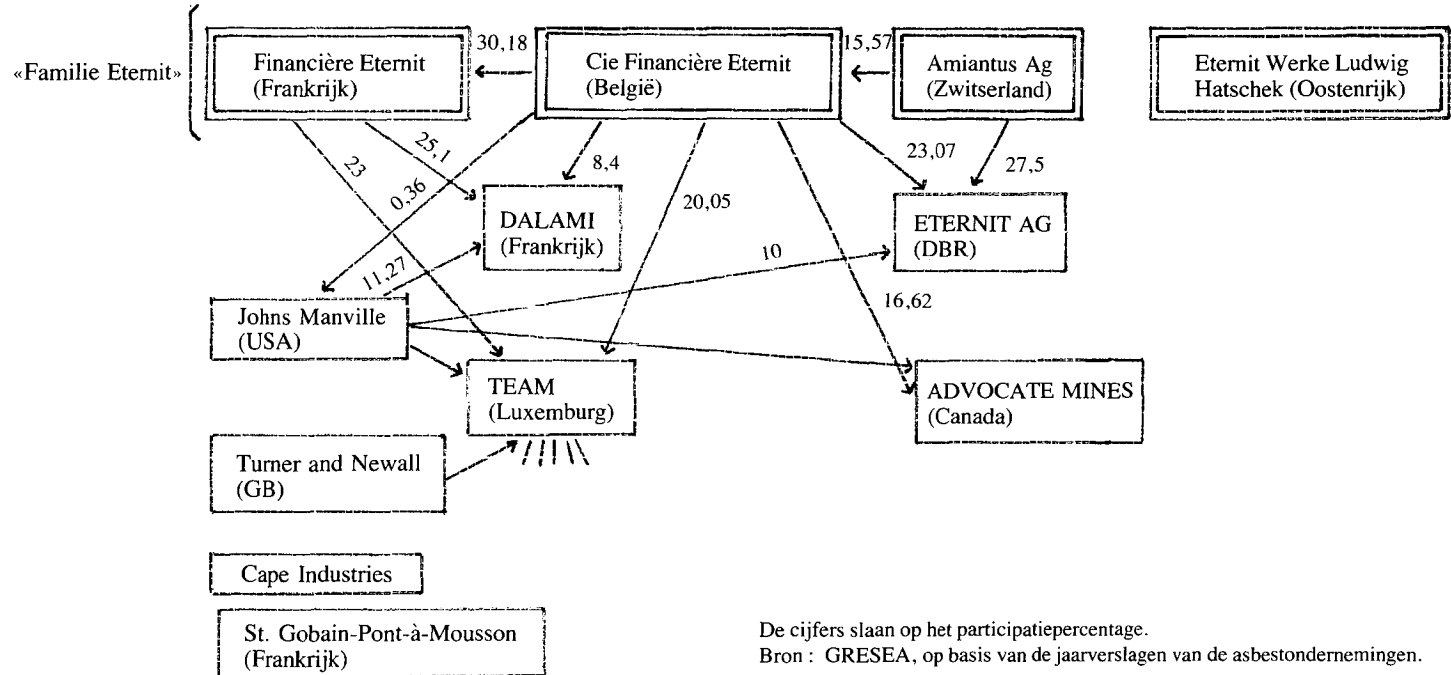 «Familie Eternit»
Financière Eternit
(Frankrijk)
30,18
Cie Financière Eternit
(België)
15,57
Amiantus Ag
(Zwitserland)
Eternit Werke Ludwig
Hatschek (Oostenrijk)
23
25,1
0,36
8,4
20,05
23,07
27,5
DALAMI
(Frankrijk)
ETERNIT AG
(DBR)
11,27
10
16,62
Johns Manville
(USA)
TEAM
(Luxemburg)
ADVOCATE MINES
(Canada)
Turner and Newall
(GB)
Cape Industries
St. Gobain-Pont-à-Mousson
(Frankrijk)
De cijfers slaan op het participatiepercentage.
Bron : GRESEA, op basis van de jaarverslagen van de asbestondernemingen.